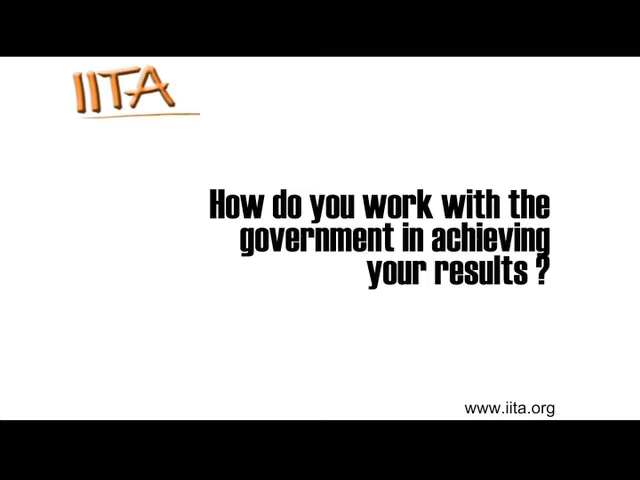 IITA
How do you work with the
government in achieving
your results ?
www.iita.org